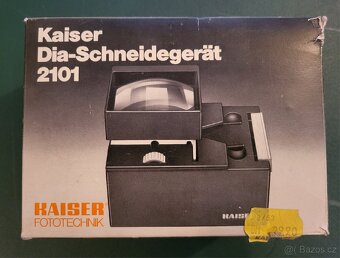 Kaiser
Dia-Schneidegerät
2101
KAISER
FOTOTECHNIK
KAISER
Bazos.cz